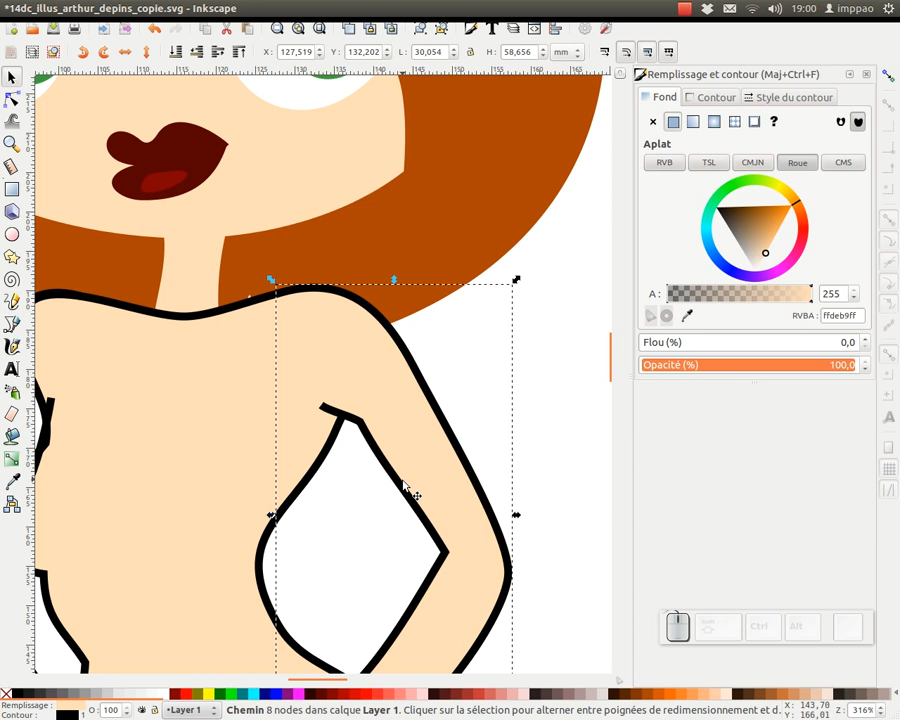 *14dc_illus_arthur_depins_copie.svg - Inkscape
19:00
imppao
X: 127,519 Y: 132,202 L: 30,054 H: 58,656 mm
Remplissage et contour (Maj+Ctrl+F)
Fond Contour Style du contour
?
Aplat
RVB TSL CMJN Roue CMS
A: 255
RVBA: ffdeb9ff
Flou (%) 0,0
Opacité (%) 100,0
Ctrl Alt
Remplissage :
Contour : 1
O: 100
•Layer 1
Chemin 8 nodes dans calque Layer 1. Cliquer sur la sélection pour alterner entre poignées de redimensionnement et d.
X: 143,70
Y: 166,01
Z: 316%